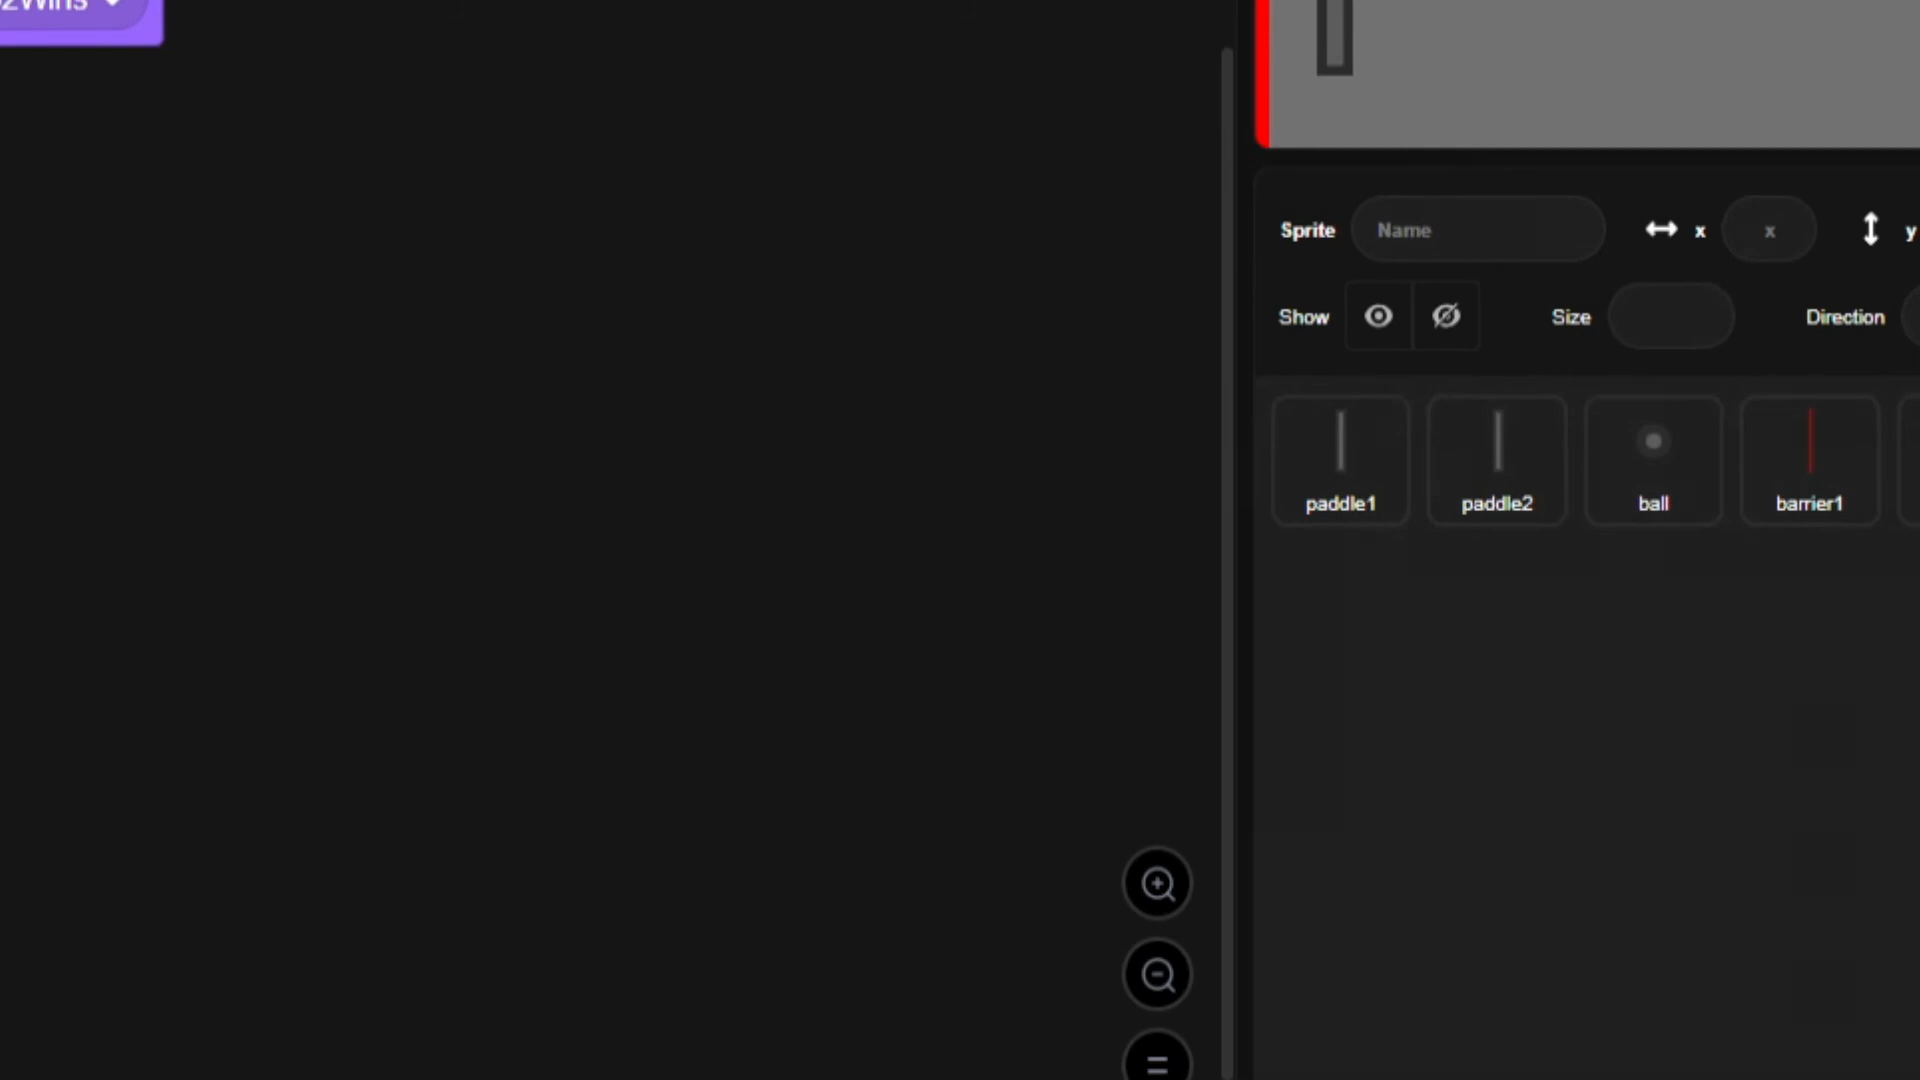 Sprite Name x x y
Show Size Direction
paddle1 paddle2 ball barrier1